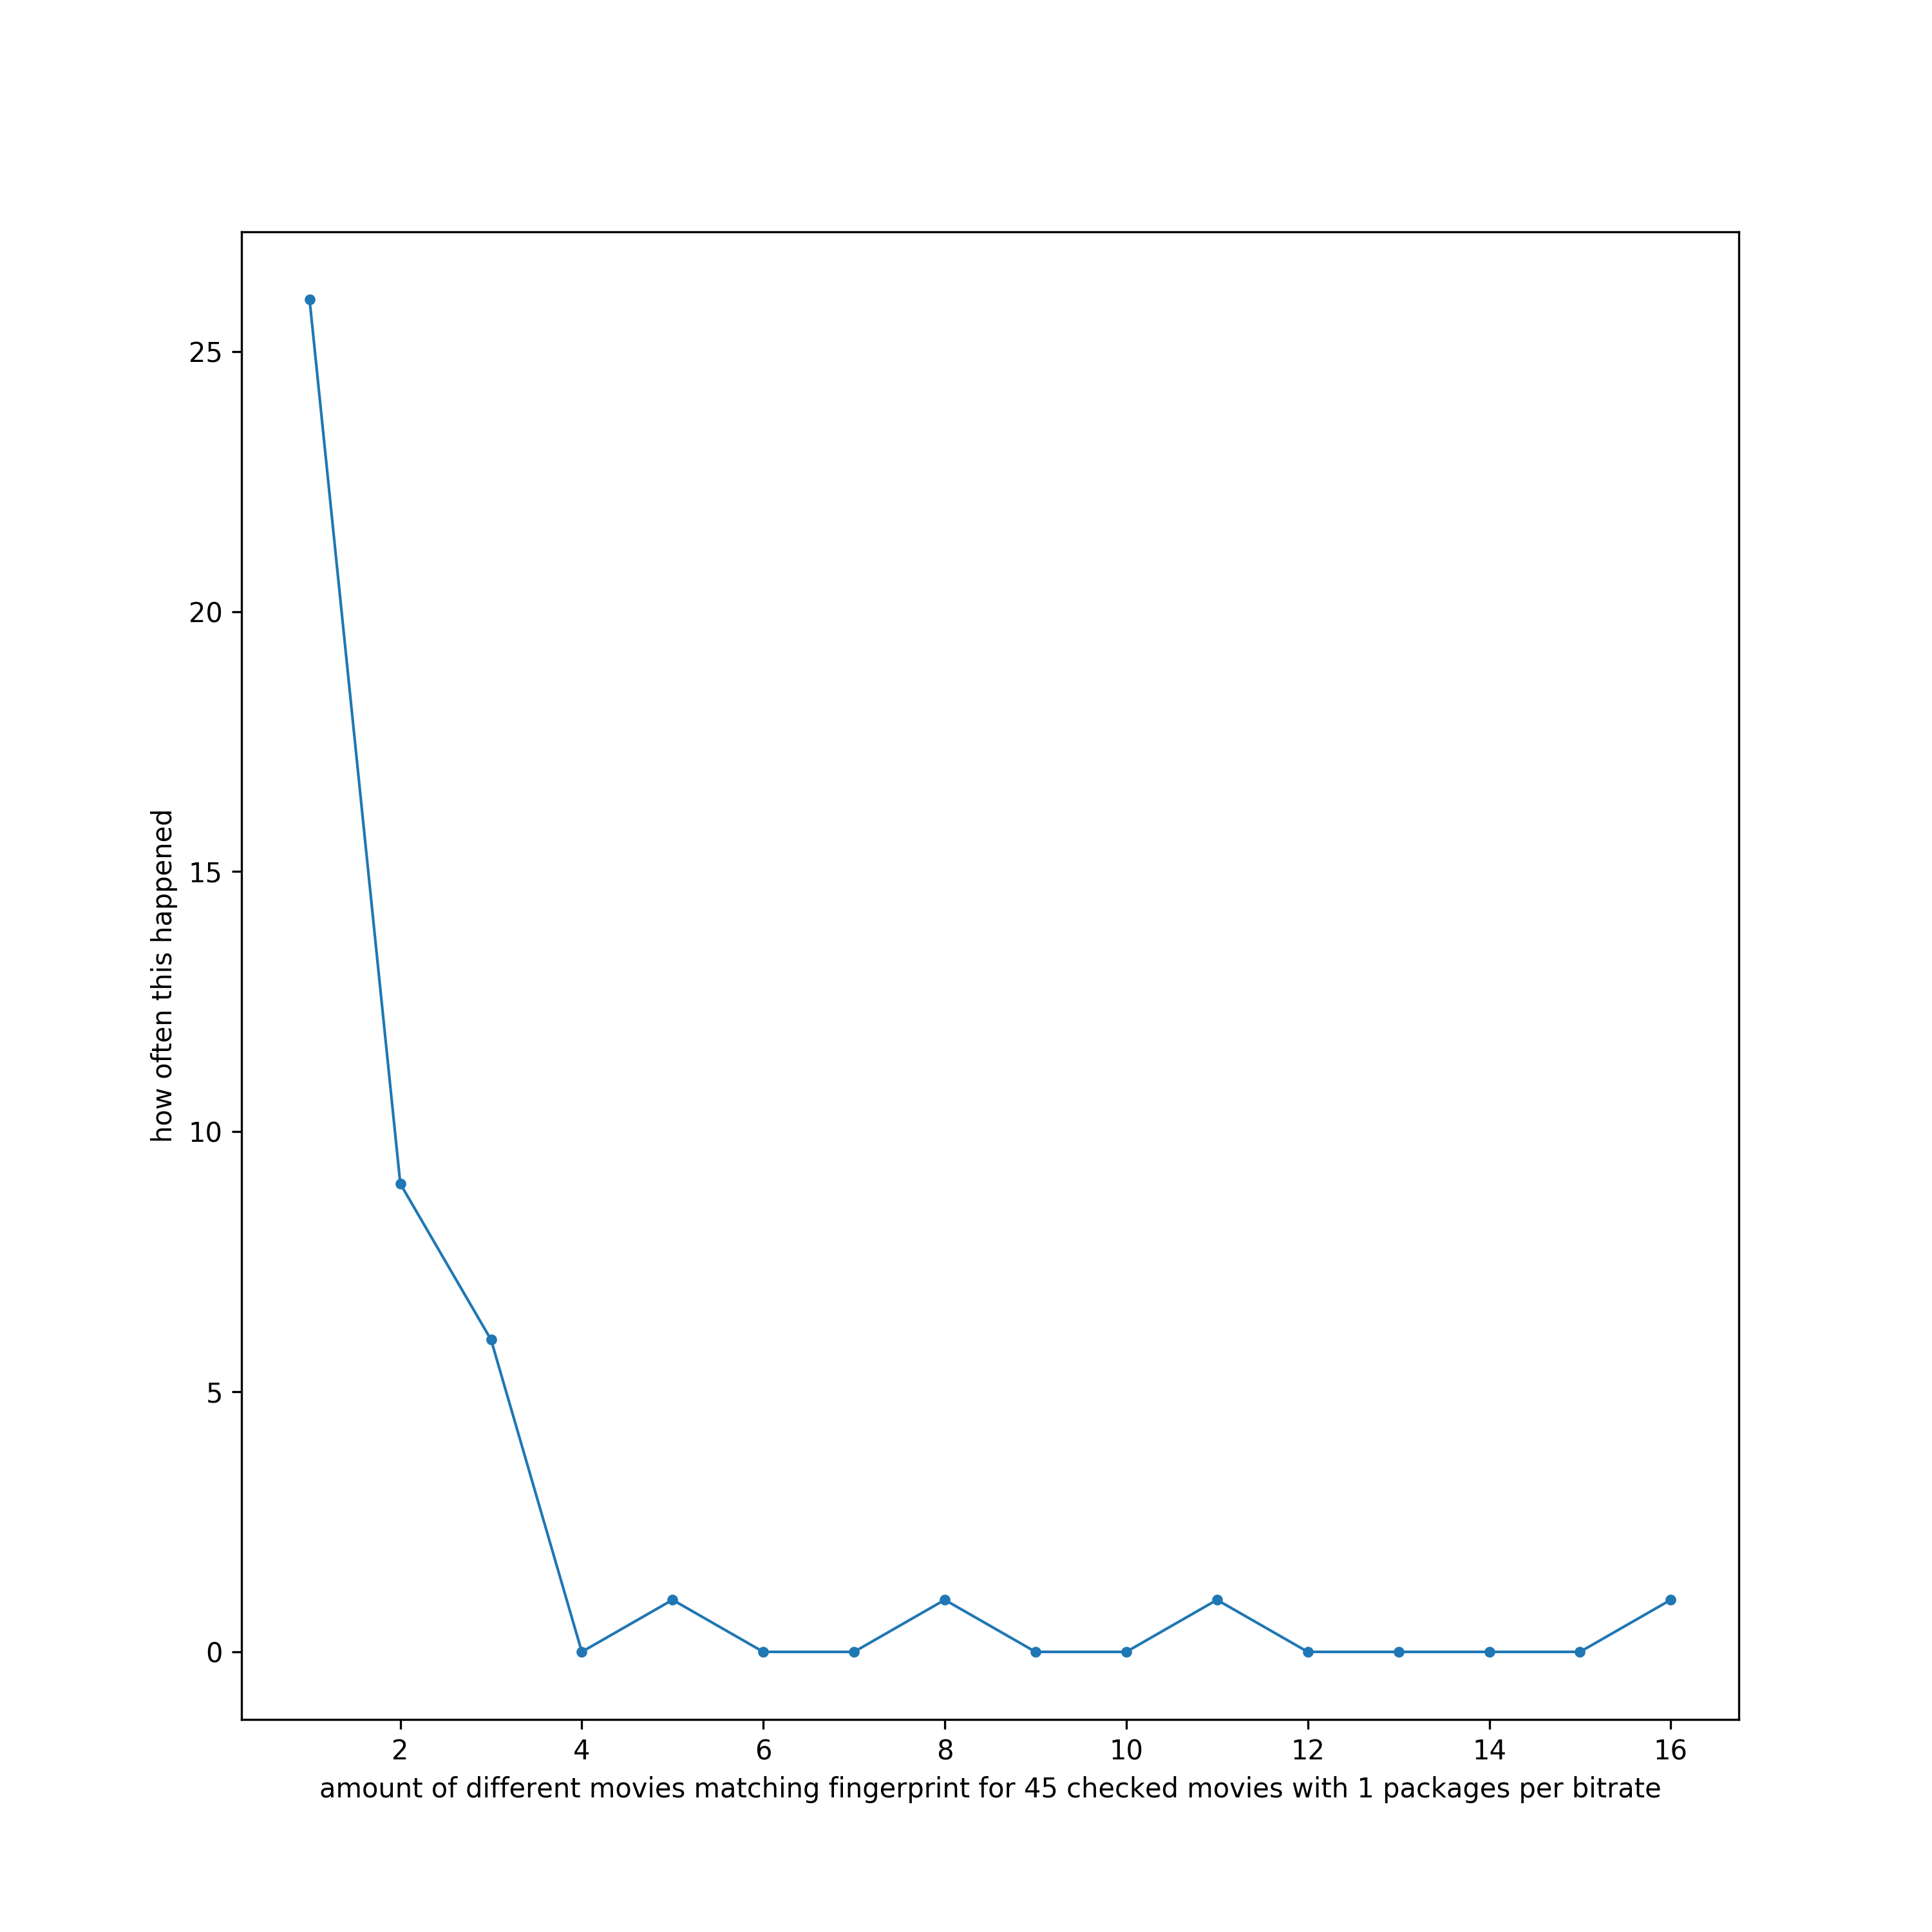 25
20
15
10
5
0
how often this happened
2 4 6 8 10 12 14 16
amount of different movies matching fingerprint for 45 checked movies with 1 packages per bitrate